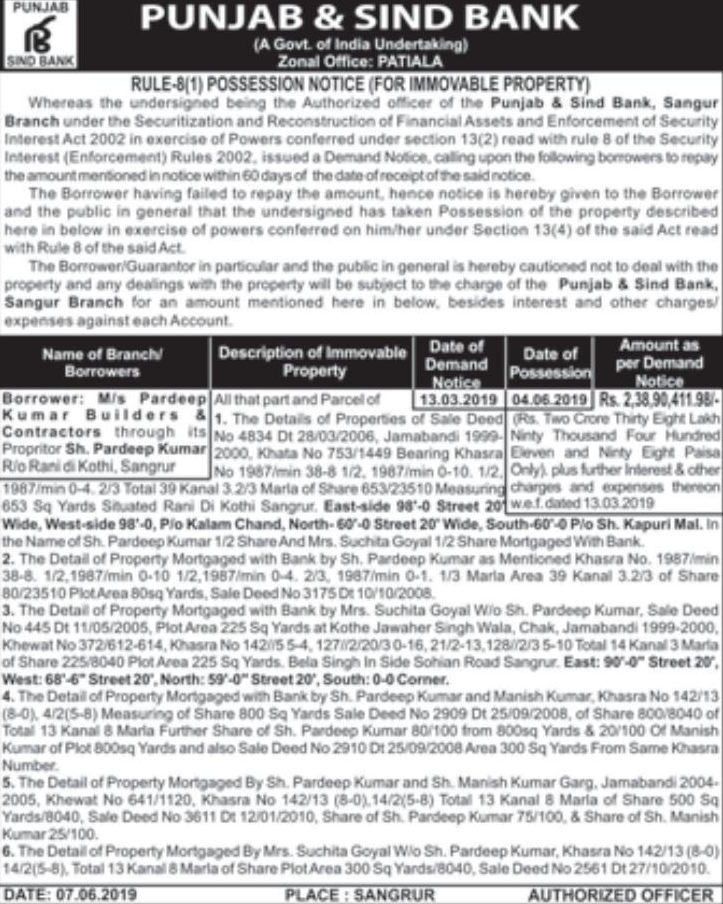 PUNJAB
SIND BANK
PUNJAB & SIND BANK
(A Govt. of India Undertaking)
Zonal Office: PATIALA
RULE-8(1) POSSESSION NOTICE (FOR IMMOVABLE PROPERTY)
Whereas the undersigned being the Authorized officer of the Punjab & Sind Bank, Sangur
Branch under the Securitization and Reconstruction of Financial Assets and Enforcement of Security
Interest Act 2002 in exercise of Powers conferred under section 13(2) read with rule 8 of the Security
Interest (Enforcement) Rules 2002, issued a Demand Notice, calling upon the following borrowers to repay
the amount mentioned in notice within 60 days of the date of receipt of the said notice.
The Borrower having failed to repay the amount, hence notice is hereby given to the Borrower
and the public in general that the undersigned has taken Possession of the property described
here in below in exercise of powers conferred on him/her under Section 13(4) of the said Act read
with Rule 8 of the said Act.
The Borrower/Guarantor in particular and the public in general is hereby cautioned not to deal with the
property and any dealings with the property will be subject to the charge of the Punjab & Sind Bank,
Sangur Branch for an amount mentioned here in below, besides interest and other charges/
expenses against each Account.
Name of Branch/
Borrowers
Description of Immovable
Property
Date of
Demand
Notice
Date of
Possession
Amount as
per Demand
Notice
Borrower: M/s Pardeep
Kumar Builders &
Contractors through its
Propritor Sh. Pardeep Kumar
R/o Rani di Kothi, Sangrur
All that part and Parcel of
13.03.2019
04.06.2019
Rs. 2,38,90,411.98/-
(Rs. Two Crore Thirty Eight Lakh
Ninty Thousand Four Hundred
Eleven and Ninty Eight Paisa
Only). plus further Interest & other
charges and expenses thereon
w.e.f. dated 13.03.2019
1. The Details of Properties of Sale Deed
No 4834 Dt 28/03/2006, Jamabandi 1999-
2000, Khata No 753/1449 Bearing Khasra
No 1987/min 38-8 1/2, 1987/min 0-10. 1/2,
1987/min 0-4. 2/3 Total 39 Kanal 3.2/3 Marla of Share 653/23510 Measuring
653 Sq Yards Situated Rani Di Kothi Sangrur. East-side 98'-0 Street 20'
Wide, West-side 98'-0, P/o Kalam Chand, North- 60'-0 Street 20' Wide, South-60'-0 P/o Sh. Kapuri Mal. In
the Name of Sh. Pardeep Kumar 1/2 Share And Mrs. Suchita Goyal 1/2 Share Mortgaged With Bank.
2. The Detail of Property Mortgaged with Bank by Sh. Pardeep Kumar as Mentioned Khasra No. 1987/min
38-8. 1/2,1987/min 0-10 1/2,1987/min 0-4. 2/3, 1987/min 0-1. 1/3 Marla Area 39 Kanal 3.2/3 of Share
80/23510 Plot Area 80sq Yards, Sale Deed No 3175 Dt 10/10/2008.
3. The Detail of Property Mortgaged with Bank by Mrs. Suchita Goyal W/o Sh. Pardeep Kumar, Sale Deed
No 445 Dt 11/05/2005, Plot Area 225 Sq Yards at Kothe Jawaher Singh Wala, Chak, Jamabandi 1999-2000,
Khewat No 372/612-614, Khasra No 142//5 5-4, 127//2/20/3 0-16, 21/2-13,128//2/3 5-10 Total 14 Kanal 3 Marla
of Share 225/8040 Plot Area 225 Sq Yards. Bela Singh In Side Sohian Road Sangrur. East: 90'-0" Street 20',
West: 68'-6" Street 20', North: 59'-0" Street 20', South: 0-0 Corner.
4. The Detail of Property Mortgaged with Bank by Sh. Pardeep Kumar and Manish Kumar, Khasra No 142/13
(8-0), 4/2(5-8) Measuring of Share 800 Sq Yards Sale Deed No 2909 Dt 25/09/2008, of Share 800/8040 of
Total 13 Kanal 8 Marla Further Share of Sh. Pardeep Kumar 80/100 from 800sq Yards & 20/100 Of Manish
Kumar of Plot 800sq Yards and also Sale Deed No 2910 Dt 25/09/2008 Area 300 Sq Yards From Same Khasra
Number.
5. The Detail of Property Mortgaged By Sh. Pardeep Kumar and Sh. Manish Kumar Garg, Jamabandi 2004-
2005, Khewat No 641/1120, Khasra No 142/13 (8-0),14/2(5-8) Total 13 Kanal 8 Marla of Share 500 Sq
Yards/8040, Sale Deed No 3611 Dt 12/01/2010, Share of Sh. Pardeep Kumar 75/100, & Share of Sh. Manish
Kumar 25/100.
6. The Detail of Property Mortgaged By Mrs. Suchita Goyal W/o Sh. Pardeep Kumar, Khasra No 142/13 (8-0)
14/2(5-8), Total 13 Kanal 8 Marla of Share Plot Area 300 Sq Yards/8040, Sale Deed No 2561 Dt 27/10/2010.
DATE: 07.06.2019
PLACE : SANGRUR
AUTHORIZED OFFICER